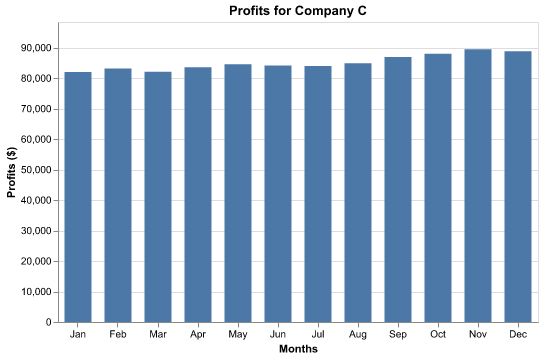 Profits for Company C
90,000
80,000
70,000
60,000
50,000
40,000
30,000
20,000
10,000
0
Profits ($)
Jan Feb Mar Apr May Jun Jul Aug Sep Oct Nov Dec
Months